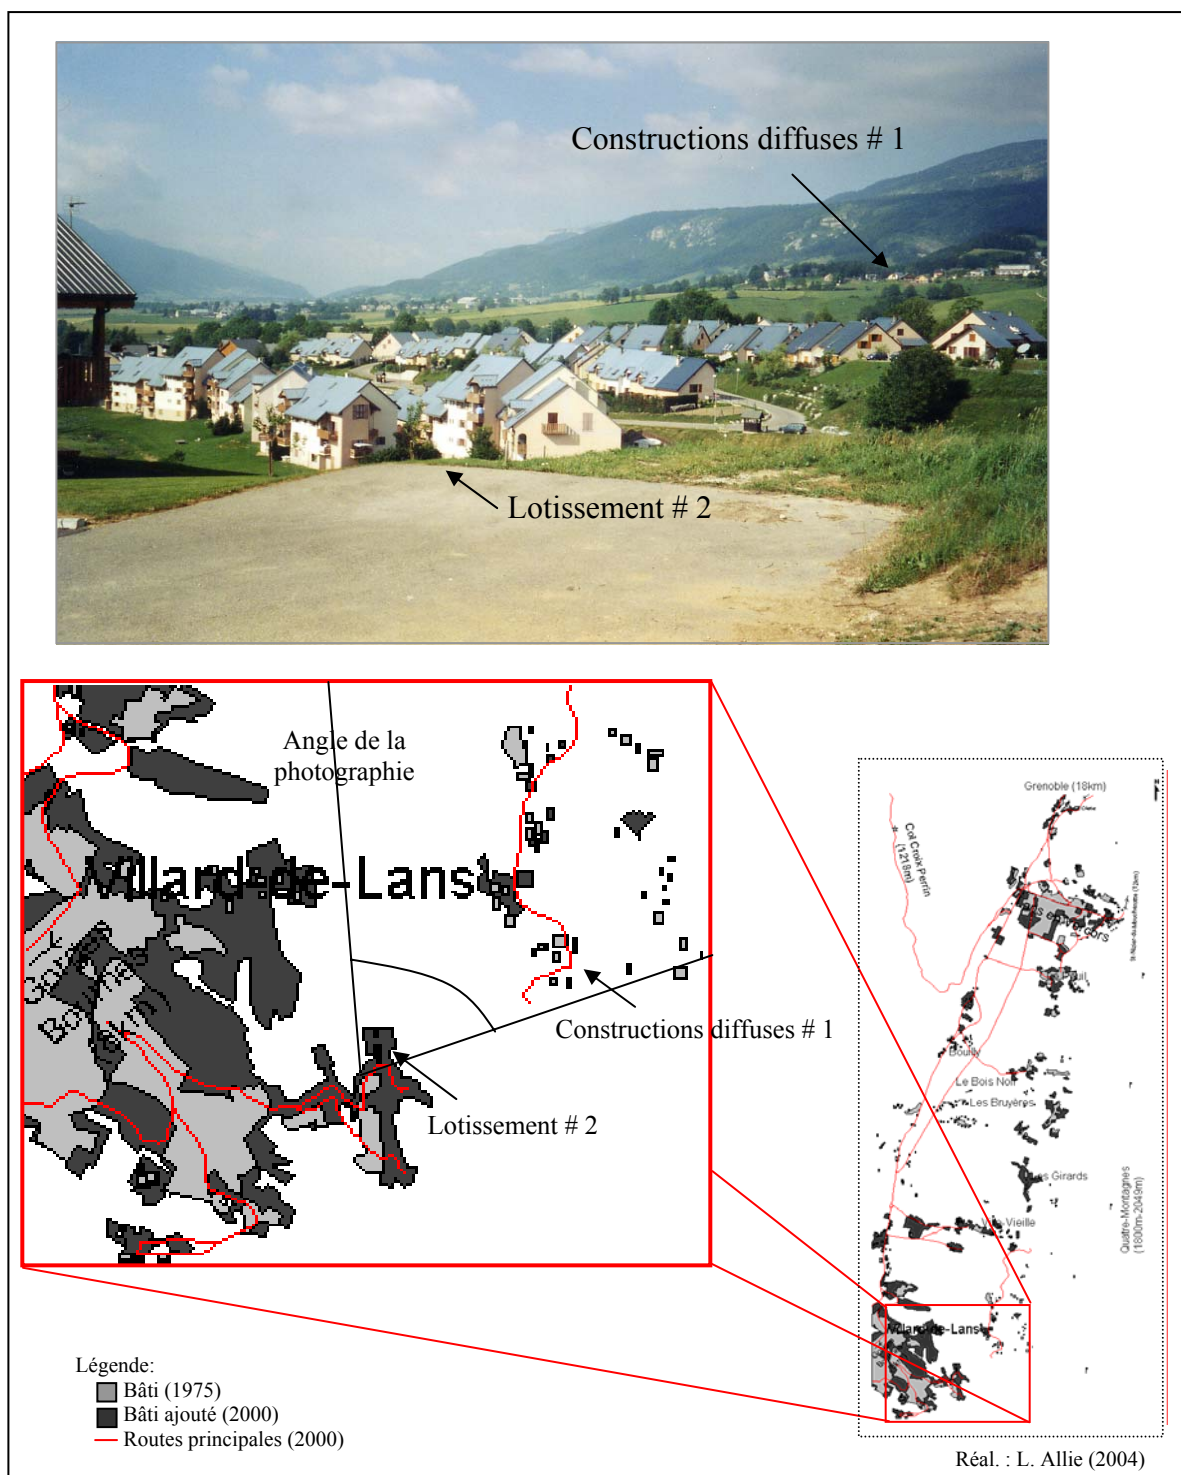 Constructions diffuses # 1
Lotissement # 2
Angle de la
photographie
Villard-de-Lans
Constructions diffuses # 1
Lotissement # 2
Grenoble (18km)
Col Croix Perrin
(1218m)
Bouilly
Le Bois Noir
Les Bruyères
Les Girards
Quatre-Montagnes
(1800m-2049m)
Villard-de-Lans
Légende:
Bâti (1975)
Bâti ajouté (2000)
Routes principales (2000)
Réal. : L. Allie (2004)